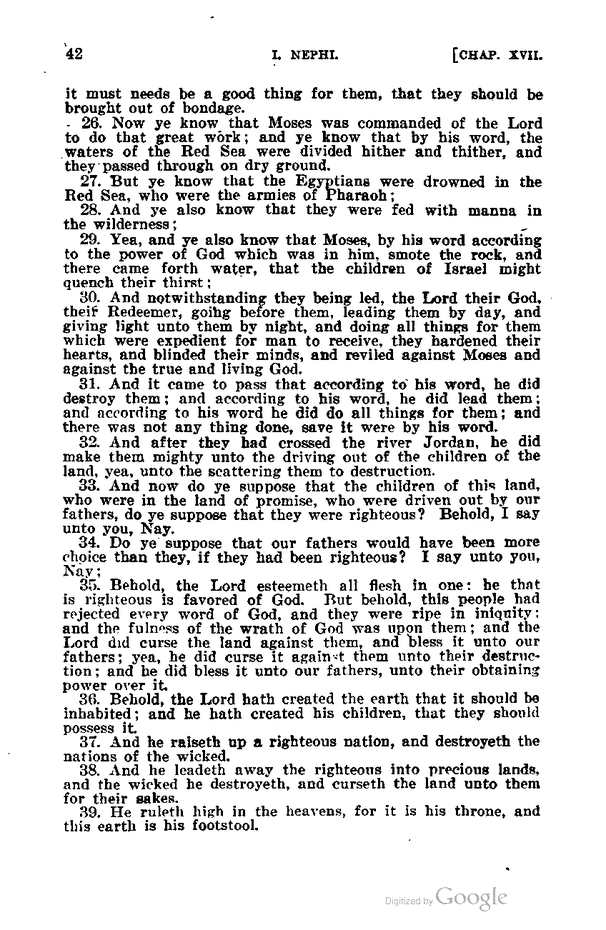 42 I. NEPHI. [CHAP. XVII.
it must needs be a good thing for them, that they should be
brought out of bondage.
26. Now ye know that Moses was commanded of the Lord
to do that great work; and ye know that by his word, the
waters of the Red Sea were divided hither and thither, and
they passed through on dry ground.
27. But ye know that the Egyptians were drowned in the
Red Sea, who were the armies of Pharaoh;
28. And ye also know that they were fed with manna in
the wilderness;
29. Yea, and ye also know that Moses, by his word according
to the power of God which was in him, smote the rock, and
there came forth water, that the children of Israel might
quench their thirst;
30. And notwithstanding they being led, the Lord their God,
their Redeemer, going before them, leading them by day, and
giving light unto them by night, and doing all things for them
which were expedient for man to receive, they hardened their
hearts, and blinded their minds, and reviled against Moses and
against the true and living God.
31. And it came to pass that according to his word, he did
destroy them; and according to his word, he did lead them;
and according to his word he did do all things for them; and
there was not any thing done, save it were by his word.
32. And after they had crossed the river Jordan, he did
make them mighty unto the driving out of the children of the
land, yea, unto the scattering them to destruction.
33. And now do ye suppose that the children of this land,
who were in the land of promise, who were driven out by our
fathers, do ye suppose that they were righteous? Behold, I say
unto you, Nay.
34. Do ye suppose that our fathers would have been more
choice than they, if they had been righteous? I say unto you,
Nay;
35. Behold, the Lord esteemeth all flesh in one: he that
is righteous is favored of God. But behold, this people had
rejected every word of God, and they were ripe in iniquity;
and the fulness of the wrath of God was upon them; and the
Lord did curse the land against them, and bless it unto our
fathers; yea, he did curse it against them unto their destruc-
tion; and he did bless it unto our fathers, unto their obtaining
power over it.
36. Behold, the Lord hath created the earth that it should be
inhabited; and he hath created his children, that they should
possess it.
37. And he raiseth up a righteous nation, and destroyeth the
nations of the wicked.
38. And he leadeth away the righteous into precious lands,
and the wicked he destroyeth, and curseth the land unto them
for their sakes.
39. He ruleth high in the heavens, for it is his throne, and
this earth is his footstool.
Digitized by Google